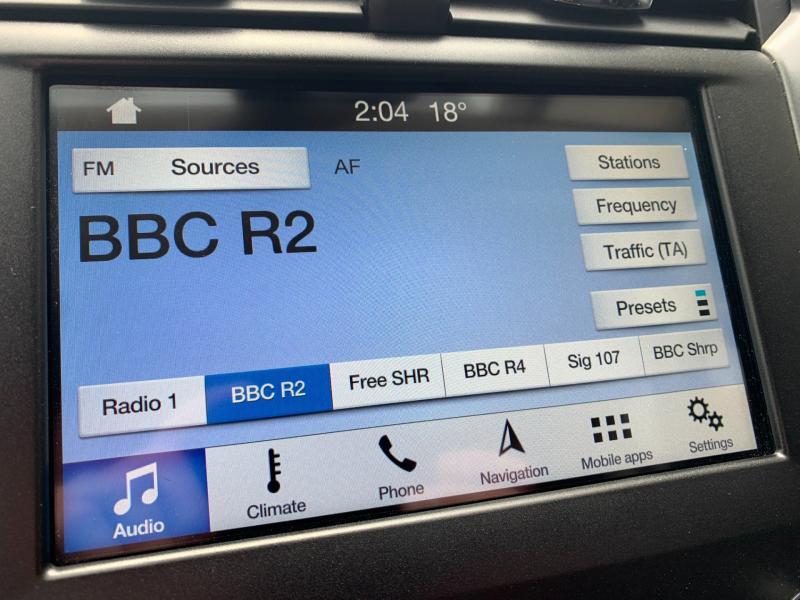 2:04 18°
FM Sources AF
Stations
BBC R2
Frequency
Traffic (TA)
Presets
Radio 1 BBC R2 Free SHR BBC R4 Sig 107 BBC Shrp
Audio Climate Phone Navigation Mobile apps Settings